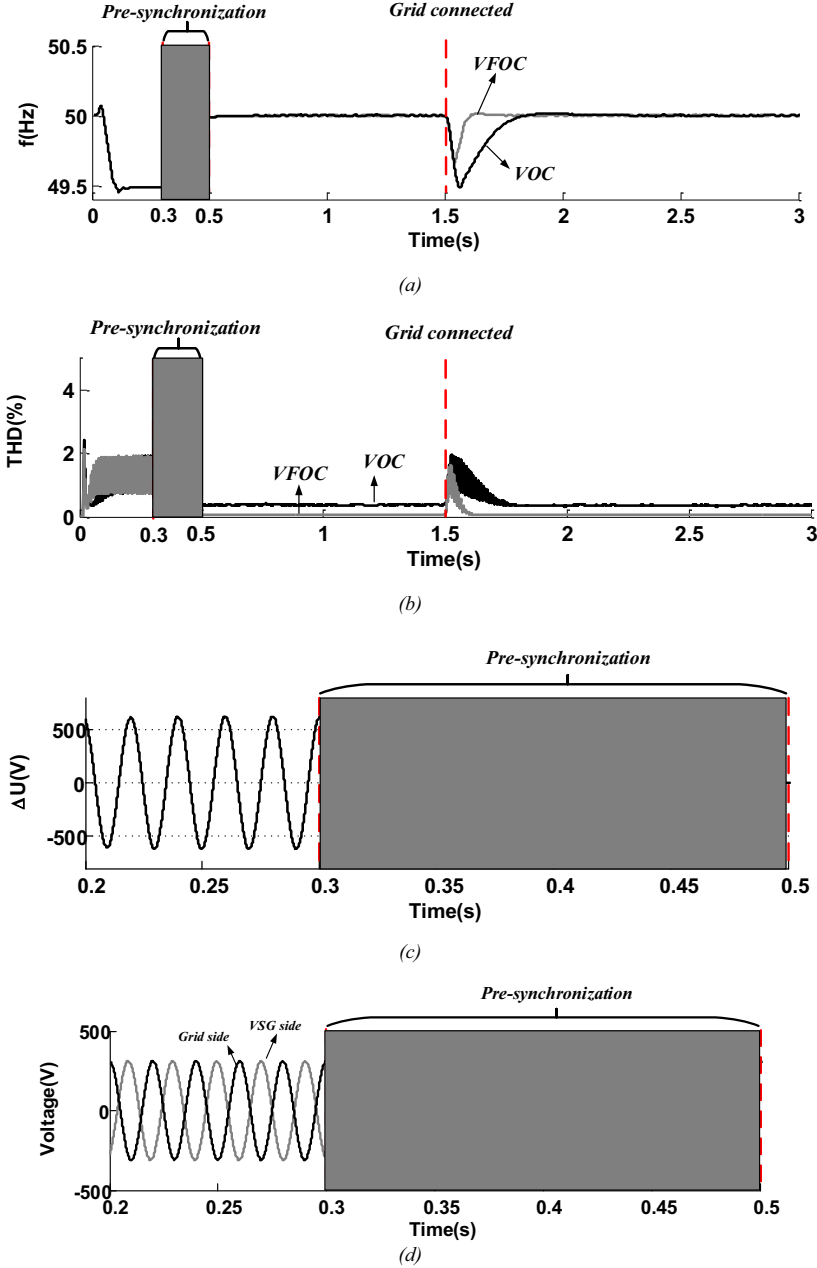 Pre-synchronization
Grid connected
50.5
VFOC
50
f(Hz)
VOC
49.5
0 0.3 0.5 1 1.5 2 2.5 3
Time(s)
(a)
Pre-synchronization
Grid connected
4
THD(%)
2
VFOC VOC
0
0 0.3 0.5 1 1.5 2 2.5 3
Time(s)
(b)
Pre-synchronization
500
ΔU(V)
0
-500
0.2 0.25 0.3 0.35 0.4 0.45 0.5
Time(s)
(c)
Pre-synchronization
500
Grid side VSG side
Voltage(V)
0
-500
0.2 0.25 0.3 0.35 0.4 0.45 0.5
Time(s)
(d)